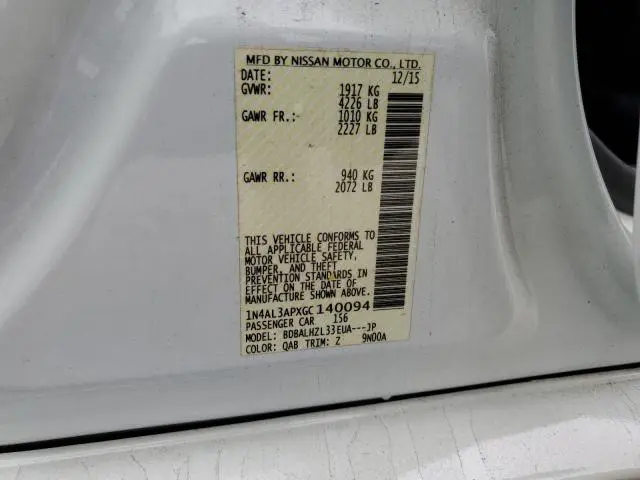 MFD BY NISSAN MOTOR CO., LTD.
DATE: 12/15
GVWR: 1917 KG
4226 LB
GAWR FR.: 1010 KG
2227 LB
GAWR RR.: 940 KG
2072 LB
THIS VEHICLE CONFORMS TO
ALL APPLICABLE FEDERAL
MOTOR VEHICLE SAFETY,
BUMPER, AND THEFT
PREVENTION STANDARDS IN
EFFECT ON THE DATE OF
MANUFACTURE SHOWN ABOVE.
1N4AL3APXGC140094
PASSENGER CAR 156
MODEL: BDBALHZL33EUA---JP
COLOR: QAB TRIM: Z 9N00A